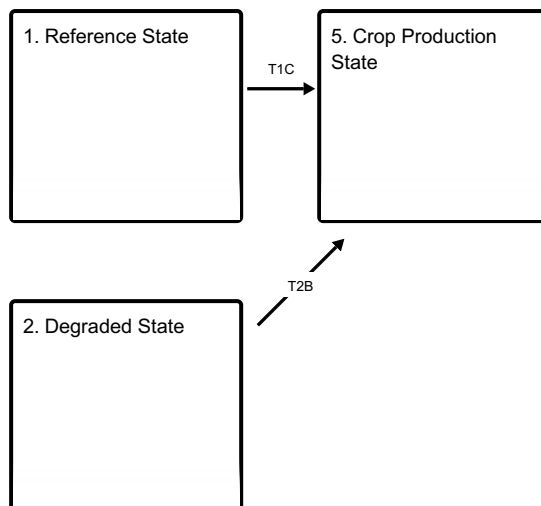 1. Reference State
T1C
5. Crop Production
State
T2B
2. Degraded State